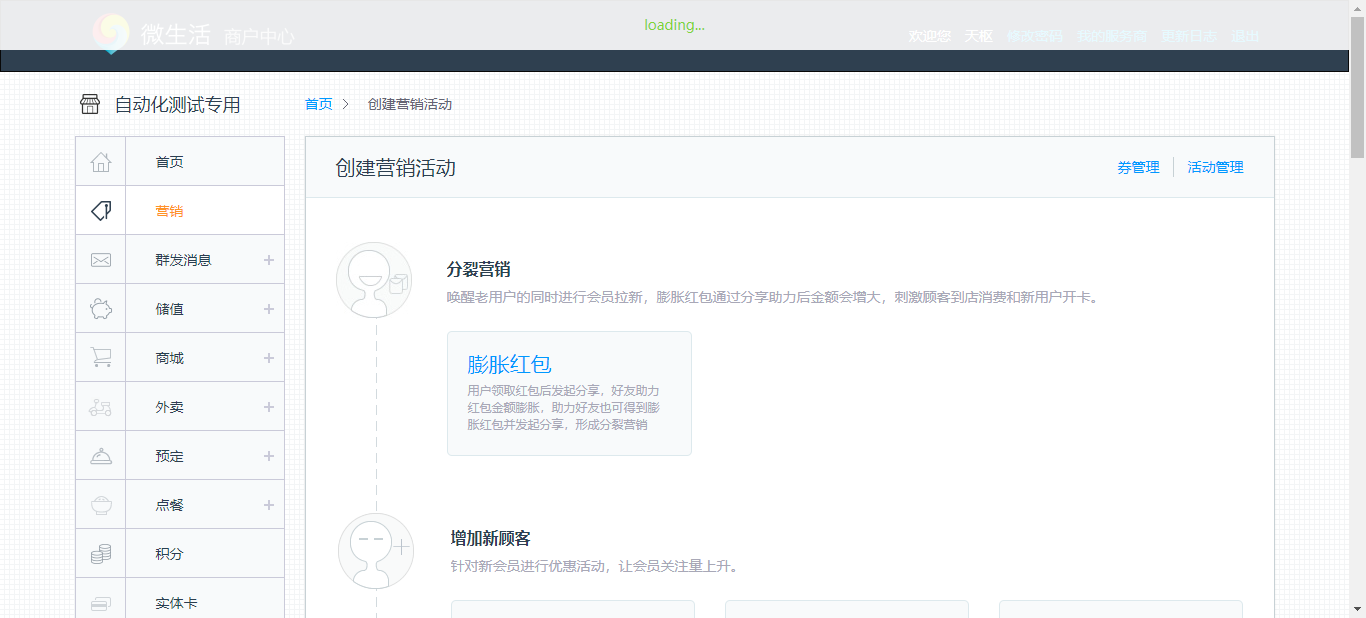 微生活 商户中心
loading...
欢迎您 天枢 修改密码 我的服务商 更新日志 退出
自动化测试专用
首页 > 创建营销活动
首页
营销
群发消息 +
储值 +
商城 +
外卖 +
预定 +
点餐 +
积分
实体卡
创建营销活动
券管理 活动管理
分裂营销
唤醒老用户的同时进行会员拉新，膨胀红包通过分享助力后金额会增大，刺激顾客到店消费和新用户开卡。
膨胀红包
用户领取红包后发起分享，好友助力
红包金额膨胀，助力好友也可得到膨
胀红包并发起分享，形成分裂营销
增加新顾客
针对新会员进行优惠活动，让会员关注量上升。